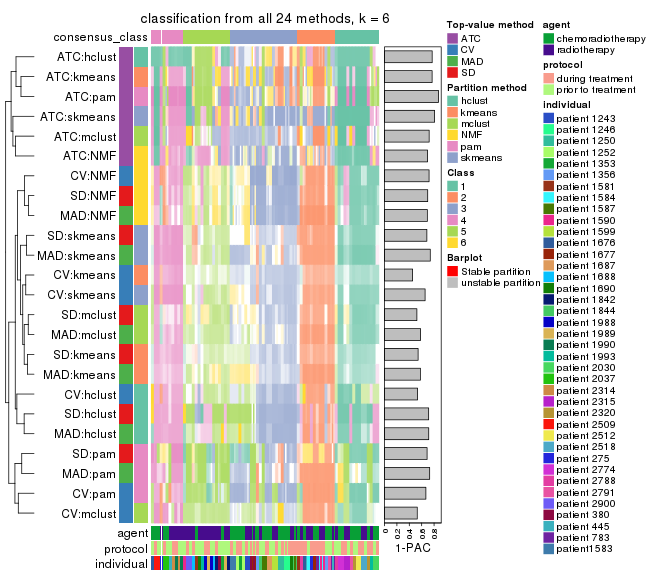 classification from all 24 methods, k = 6
consensus_class
ATC:hclust
ATC:kmeans
ATC:pam
ATC:skmeans
ATC:mclust
ATC:NMF
CV:NMF
SD:NMF
MAD:NMF
SD:skmeans
MAD:skmeans
CV:kmeans
CV:skmeans
SD:mclust
MAD:mclust
SD:kmeans
MAD:kmeans
CV:hclust
SD:hclust
MAD:hclust
SD:pam
MAD:pam
CV:pam
CV:mclust
agent
protocol
individual
0 0.2 0.4 0.6 0.8
1-PAC
Top-value method
ATC
CV
MAD
SD
Partition method
hclust
kmeans
mclust
NMF
pam
skmeans
Class
1
2
3
4
5
6
Barplot
Stable partition
unstable partition
agent
chemoradiotherapy
radiotherapy
protocol
during treatment
prior to treatment
individual
patient 1243
patient 1246
patient 1250
patient 1252
patient 1353
patient 1356
patient 1581
patient 1584
patient 1587
patient 1590
patient 1599
patient 1676
patient 1677
patient 1687
patient 1688
patient 1690
patient 1842
patient 1844
patient 1988
patient 1989
patient 1990
patient 1993
patient 2030
patient 2037
patient 2314
patient 2315
patient 2320
patient 2509
patient 2512
patient 2518
patient 275
patient 2774
patient 2788
patient 2791
patient 2900
patient 380
patient 445
patient 783
patient1583